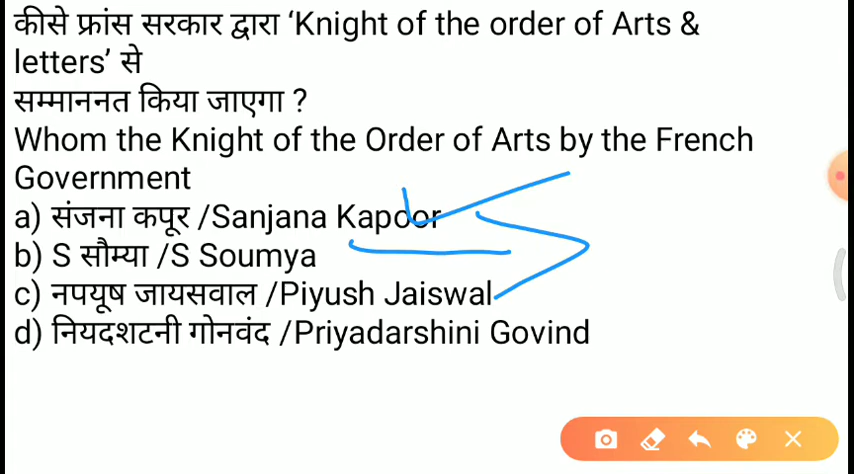 कीसे फ्रांस सरकार द्वारा ‘Knight of the order of Arts &
letters’ से
सम्माननत किया जाएगा ?
Whom the Knight of the Order of Arts by the French
Government
a) संजना कपूर /Sanjana Kapoor
b) S सौम्या /S Soumya
c) नपयूष जायसवाल /Piyush Jaiswal
d) नियदशटनी गोनवंद /Priyadarshini Govind